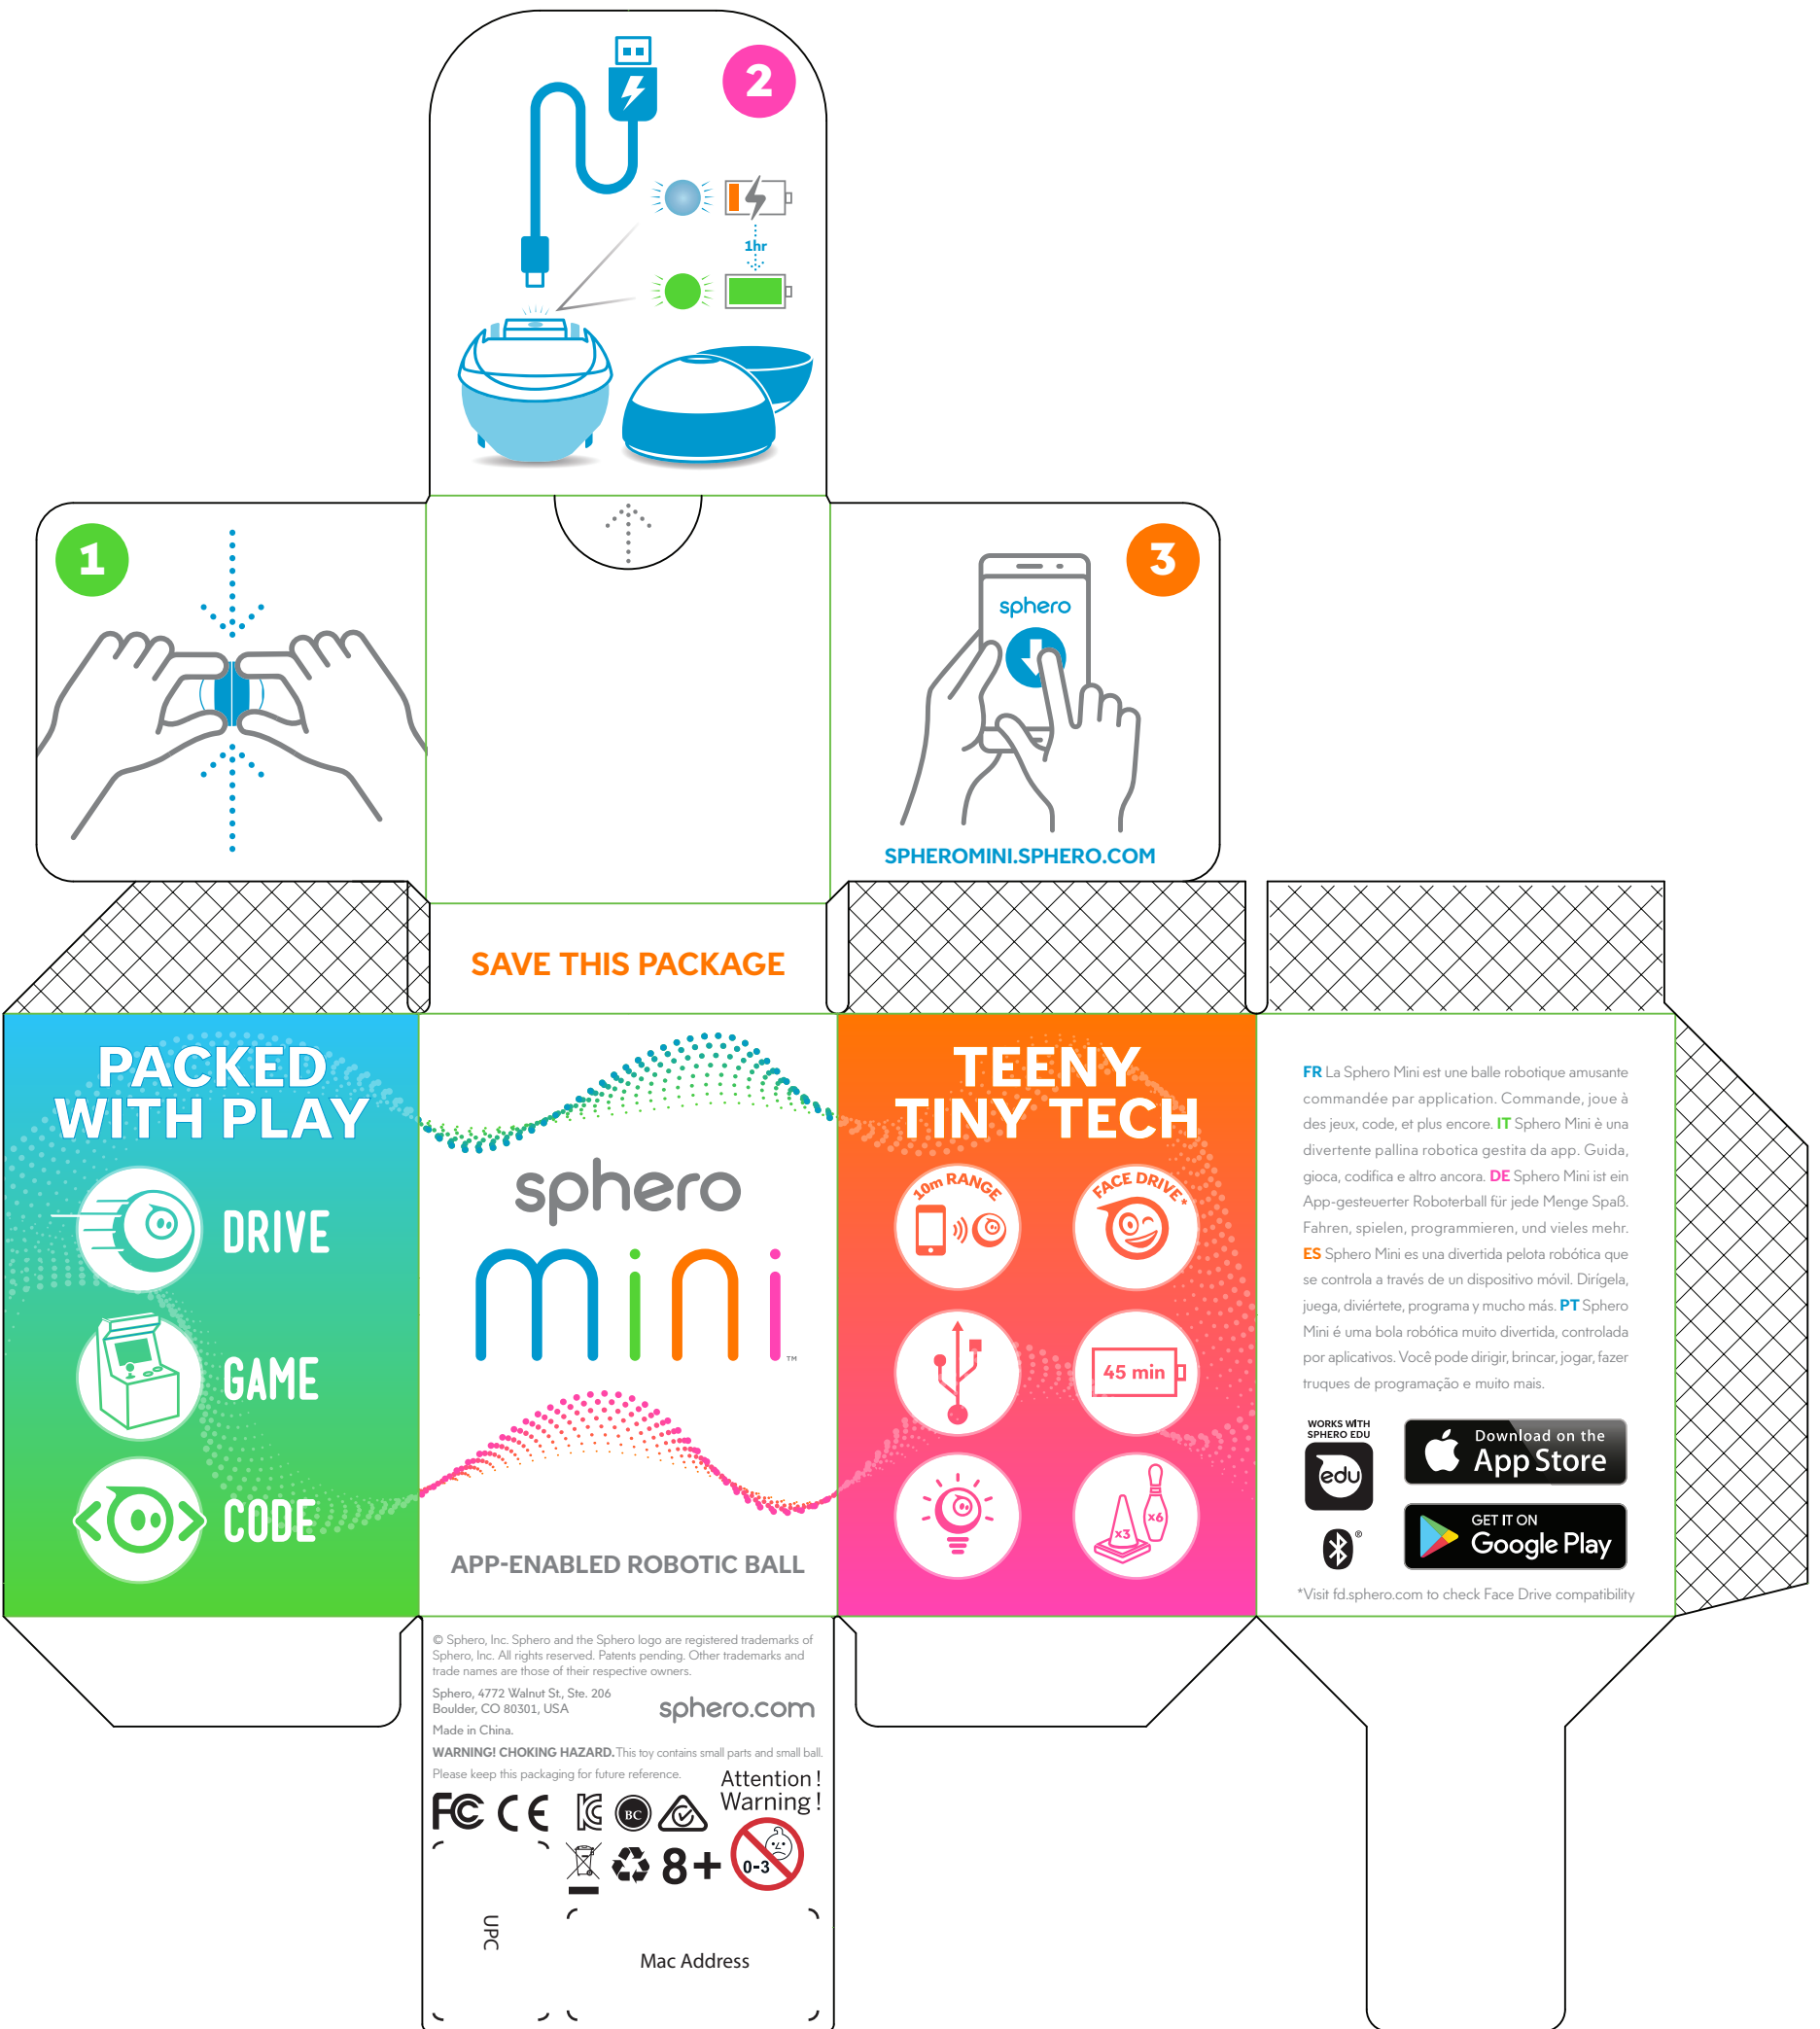 2
1hr
1
3
sphero
SPHEROMINI.SPHERO.COM
SAVE THIS PACKAGE
PACKED
WITH PLAY
DRIVE
GAME
CODE
sphero
mini™
APP-ENABLED ROBOTIC BALL
TEENY
TINY TECH
10m RANGE
FACE DRIVE*
45 min
x3
x6
FR La Sphero Mini est une balle robotique amusante
commandée par application. Commande, joue à
des jeux, code, et plus encore. IT Sphero Mini è una
divertente pallina robotica gestita da app. Guida,
gioca, codifica e altro ancora. DE Sphero Mini ist ein
App-gesteuerter Roboterball für jede Menge Spaß.
Fahren, spielen, programmieren, und vieles mehr.
ES Sphero Mini es una divertida pelota robótica que
se controla a través de un dispositivo móvil. Dirígela,
juega, diviértete, programa y mucho más. PT Sphero
Mini é uma bola robótica muito divertida, controlada
por aplicativos. Você pode dirigir, brincar, jogar, fazer
truques de programação e muito mais.
WORKS WITH
SPHERO EDU
edu
Download on the
App Store
GET IT ON
Google Play
®
*Visit fd.sphero.com to check Face Drive compatibility
© Sphero, Inc. Sphero and the Sphero logo are registered trademarks of
Sphero, Inc. All rights reserved. Patents pending. Other trademarks and
trade names are those of their respective owners.
Sphero, 4772 Walnut St., Ste. 206
Boulder, CO 80301, USA
sphero.com
Made in China.
WARNING! CHOKING HAZARD. This toy contains small parts and small ball.
Please keep this packaging for future reference.
Attention !
Warning !
FC CE KC BC
8+
0-3
UPC
Mac Address